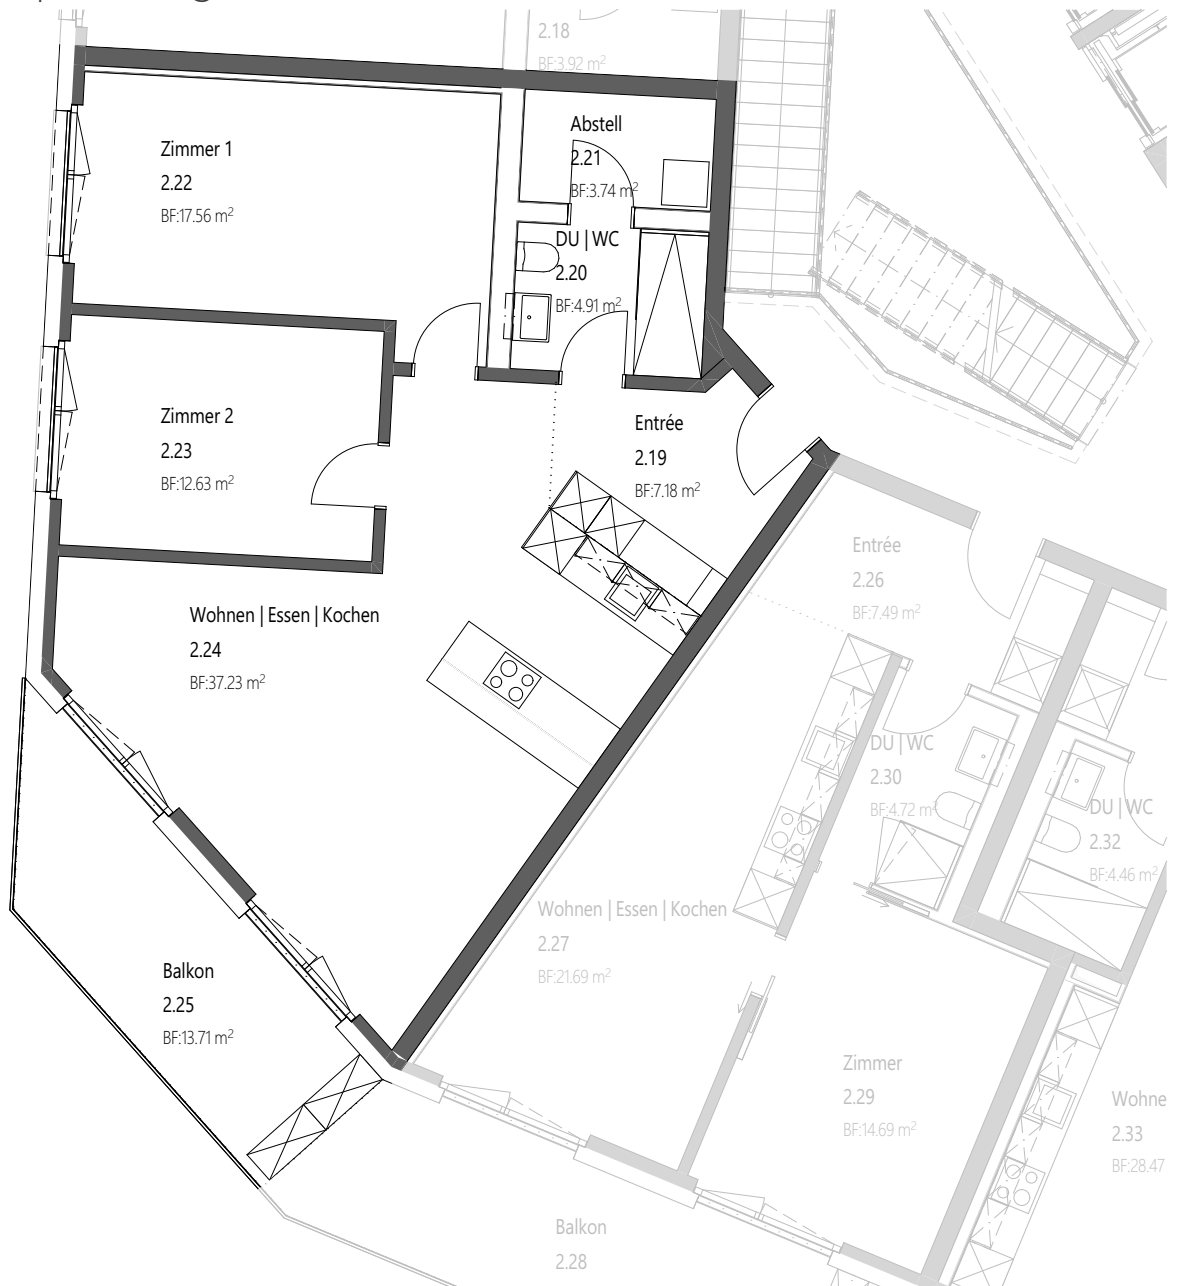 2.18
BF:3.92 m²
Abstell
2.21
BF:3.74 m²
Zimmer 1
2.22
BF:17.56 m²
DU | WC
2.20
BF:4.91 m²
Zimmer 2
2.23
BF:12.63 m²
Entrée
2.19
BF:7.18 m²
Entrée
2.26
BF:7.49 m²
Wohnen | Essen | Kochen
2.24
BF:37.23 m²
DU | WC
2.30
BF:4.72 m²
DU | WC
2.32
BF:4.46 m²
Wohnen | Essen | Kochen
2.27
BF:21.69 m²
Balkon
2.25
BF:13.71 m²
Zimmer
2.29
BF:14.69 m²
Wohne
2.33
BF:28.47
Balkon
2.28